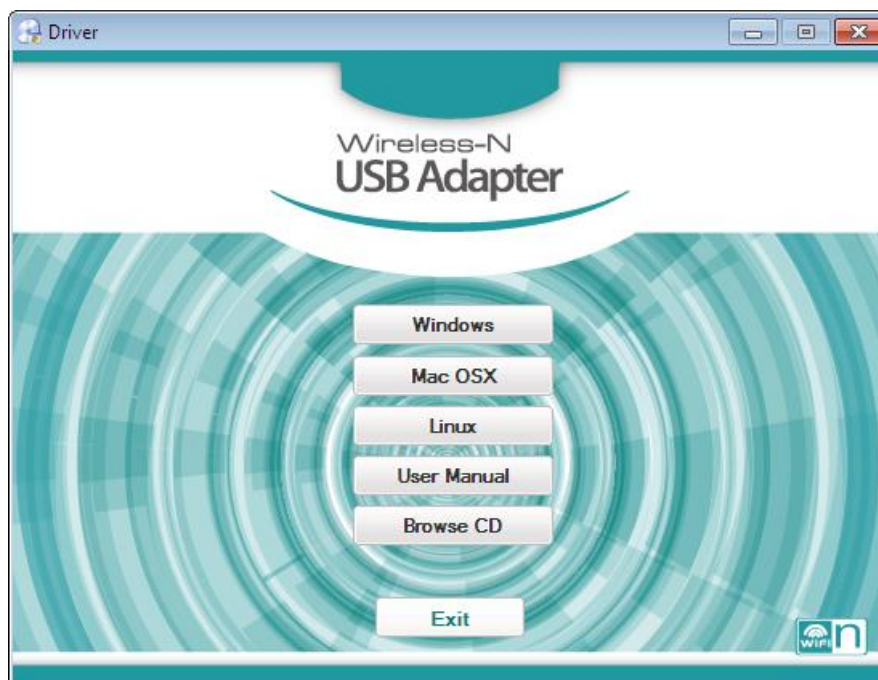 Driver
Wireless-N
USB Adapter
Windows
Mac OSX
Linux
User Manual
Browse CD
Exit
WiFi n